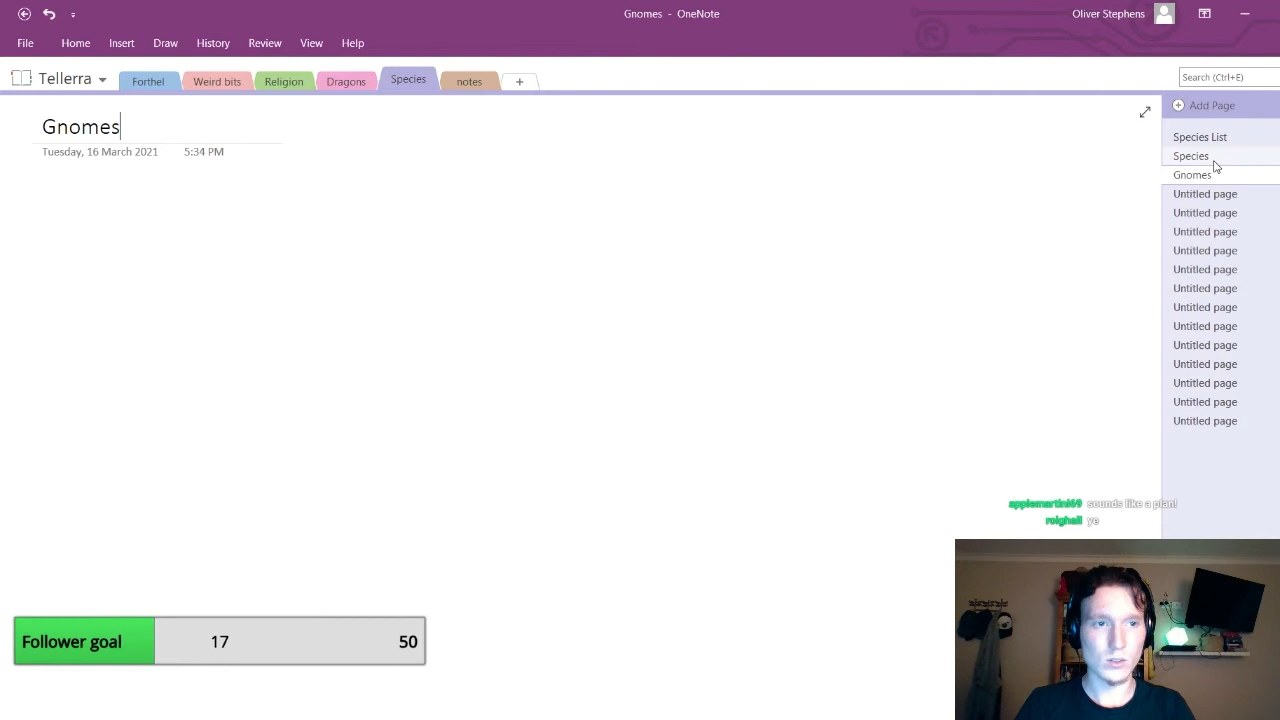 Gnomes - OneNote
Oliver Stephens
File Home Insert Draw History Review View Help
Tellerra
Forthel Weird bits Religion Dragons Species notes +
Search (Ctrl+E)
Add Page
Gnomes
Tuesday, 16 March 2021 5:34 PM
Species List
Species
Gnomes
Untitled page
Untitled page
Untitled page
Untitled page
Untitled page
Untitled page
Untitled page
Untitled page
Untitled page
Untitled page
Untitled page
Untitled page
Untitled page
applemartini69 sounds like a plan!
roighall ye
Follower goal 17 50